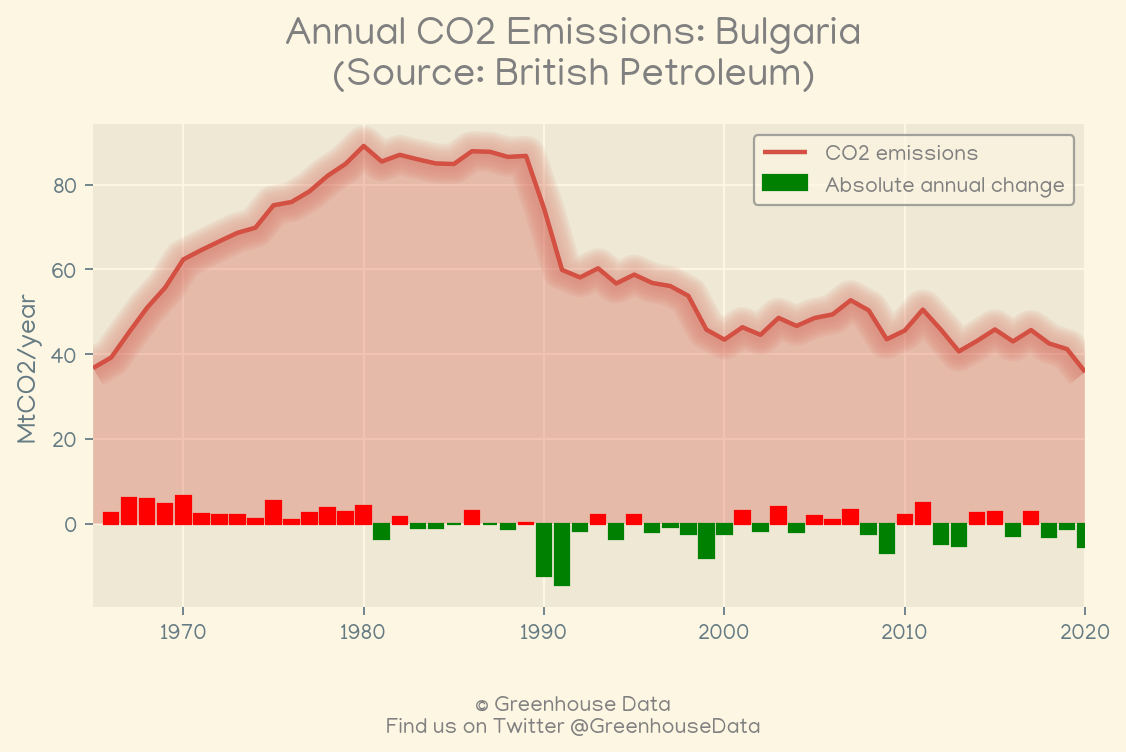 Annual CO2 Emissions: Bulgaria
(Source: British Petroleum)
CO2 emissions
Absolute annual change
MtCO2/year
80
60
40
20
0
1970
1980
1990
2000
2010
2020
© Greenhouse Data
Find us on Twitter @GreenhouseData